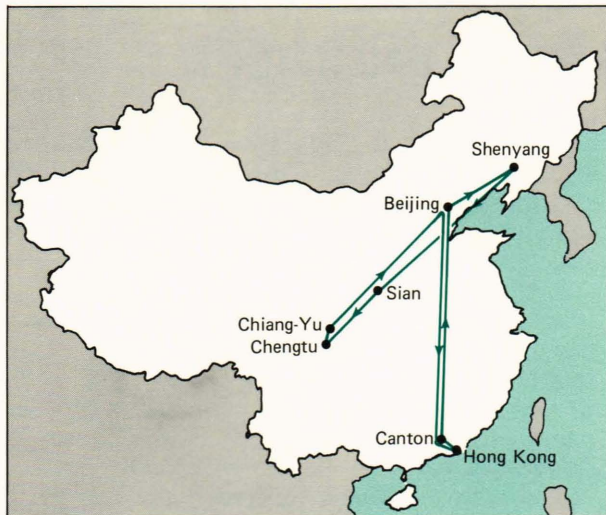 Shenyang
Beijing
Sian
Chiang-Yu
Chengtu
Canton
Hong Kong